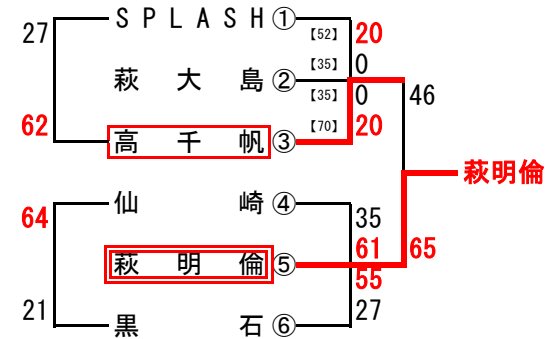 27 SPLASH① 【52】 20
萩大島② 【35】 0
【35】 0 46
62 高千帆③ 【70】 20
萩明倫
64 仙崎④ 35
萩明倫⑤ 61 65
55
21 黒石⑥ 27